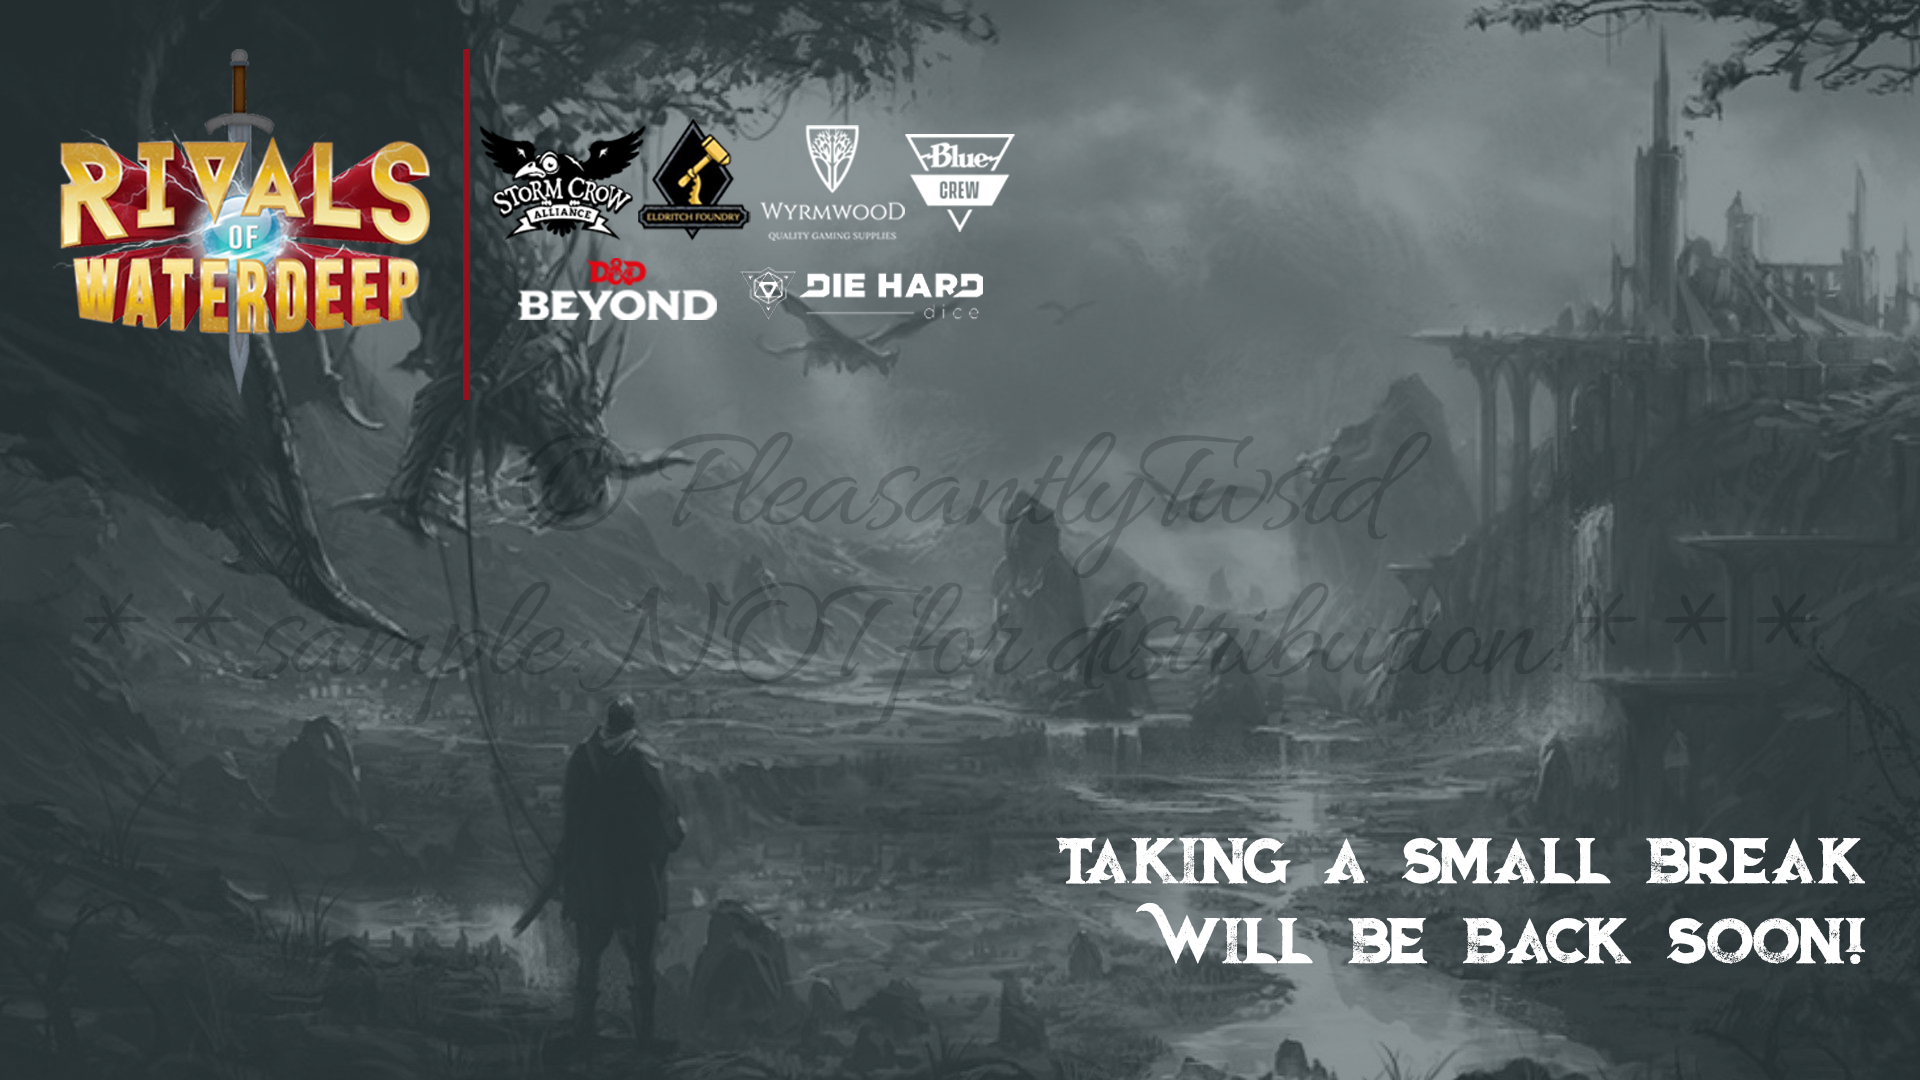 RIVALS
OF
WATERDEEP
STORM CROW
ALLIANCE
ELDRITCH FOUNDRY
WYRMWOOD
QUALITY GAMING SUPPLIES
Blue
CREW
D&D
BEYOND
DIE HARD
dice
© PleasantlyTwstd
* * *sample NOT for distribution!* * *
TAKING A SMALL BREAK
WILL BE BACK SOON!